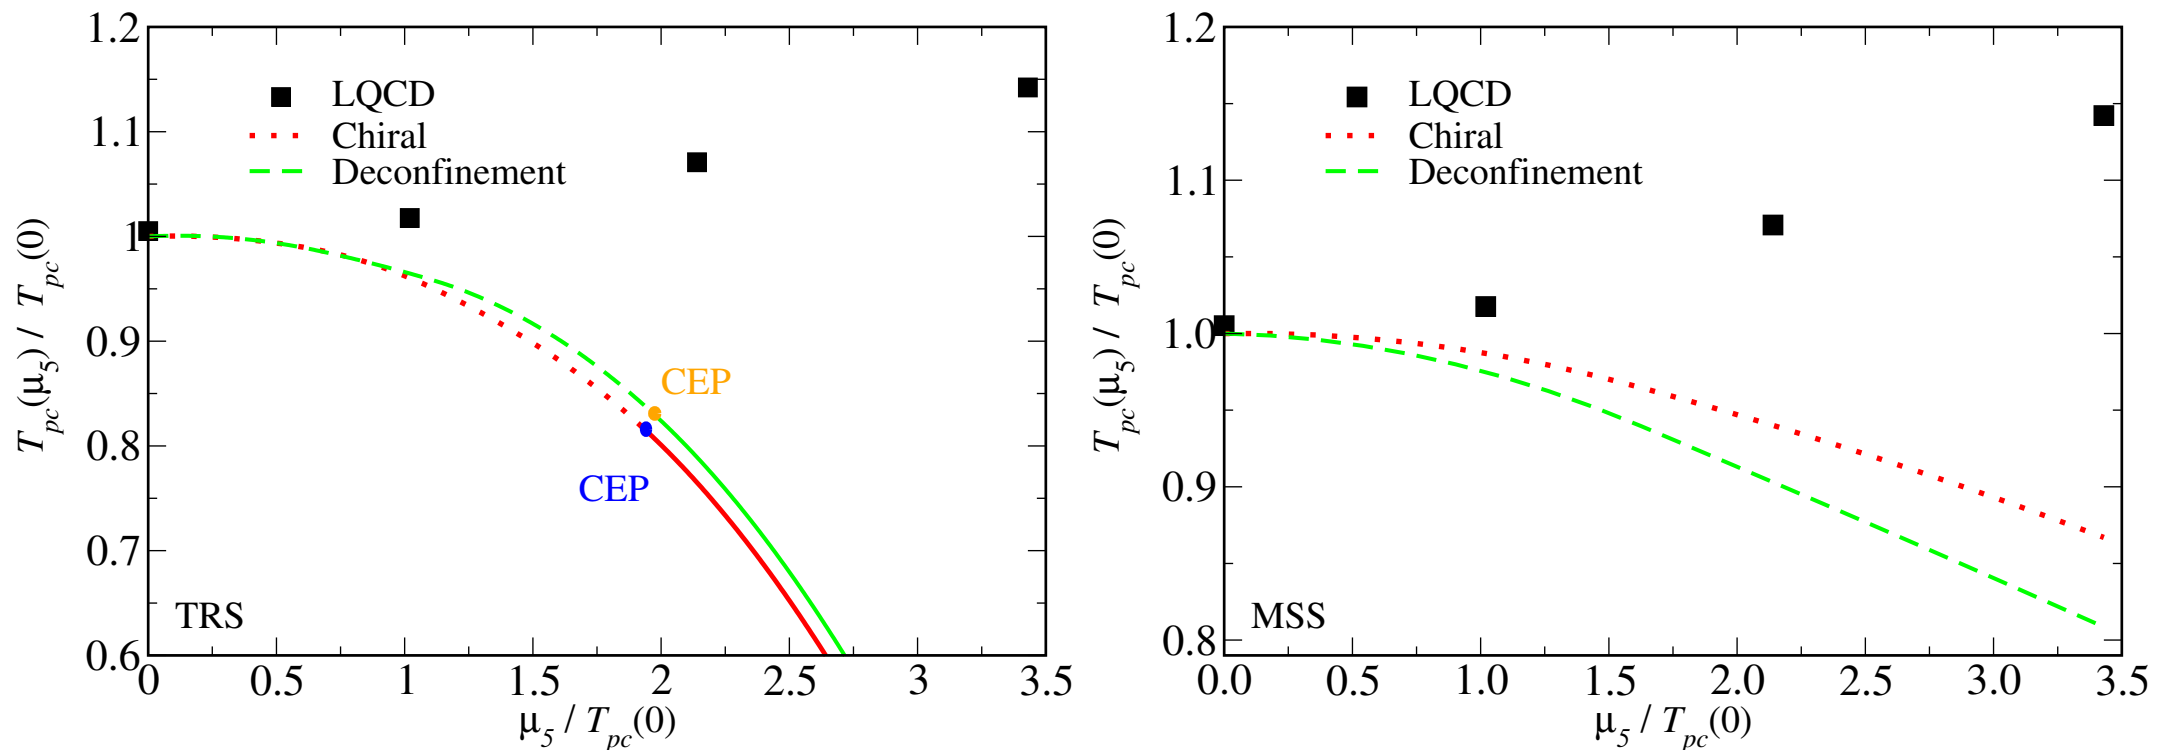 1.2
1.1
1
0.9
0.8
0.7
0.6
0
0.5
1
1.5
2
2.5
3
3.5
T_pc(μ_5) / T_pc(0)
μ_5 / T_pc(0)
LQCD
Chiral
Deconfinement
CEP
CEP
TRS
1.2
1.1
1.0
0.9
0.8
0.0
0.5
1.0
1.5
2.0
2.5
3.0
3.5
T_pc(μ_5) / T_pc(0)
μ_5 / T_pc(0)
LQCD
Chiral
Deconfinement
MSS